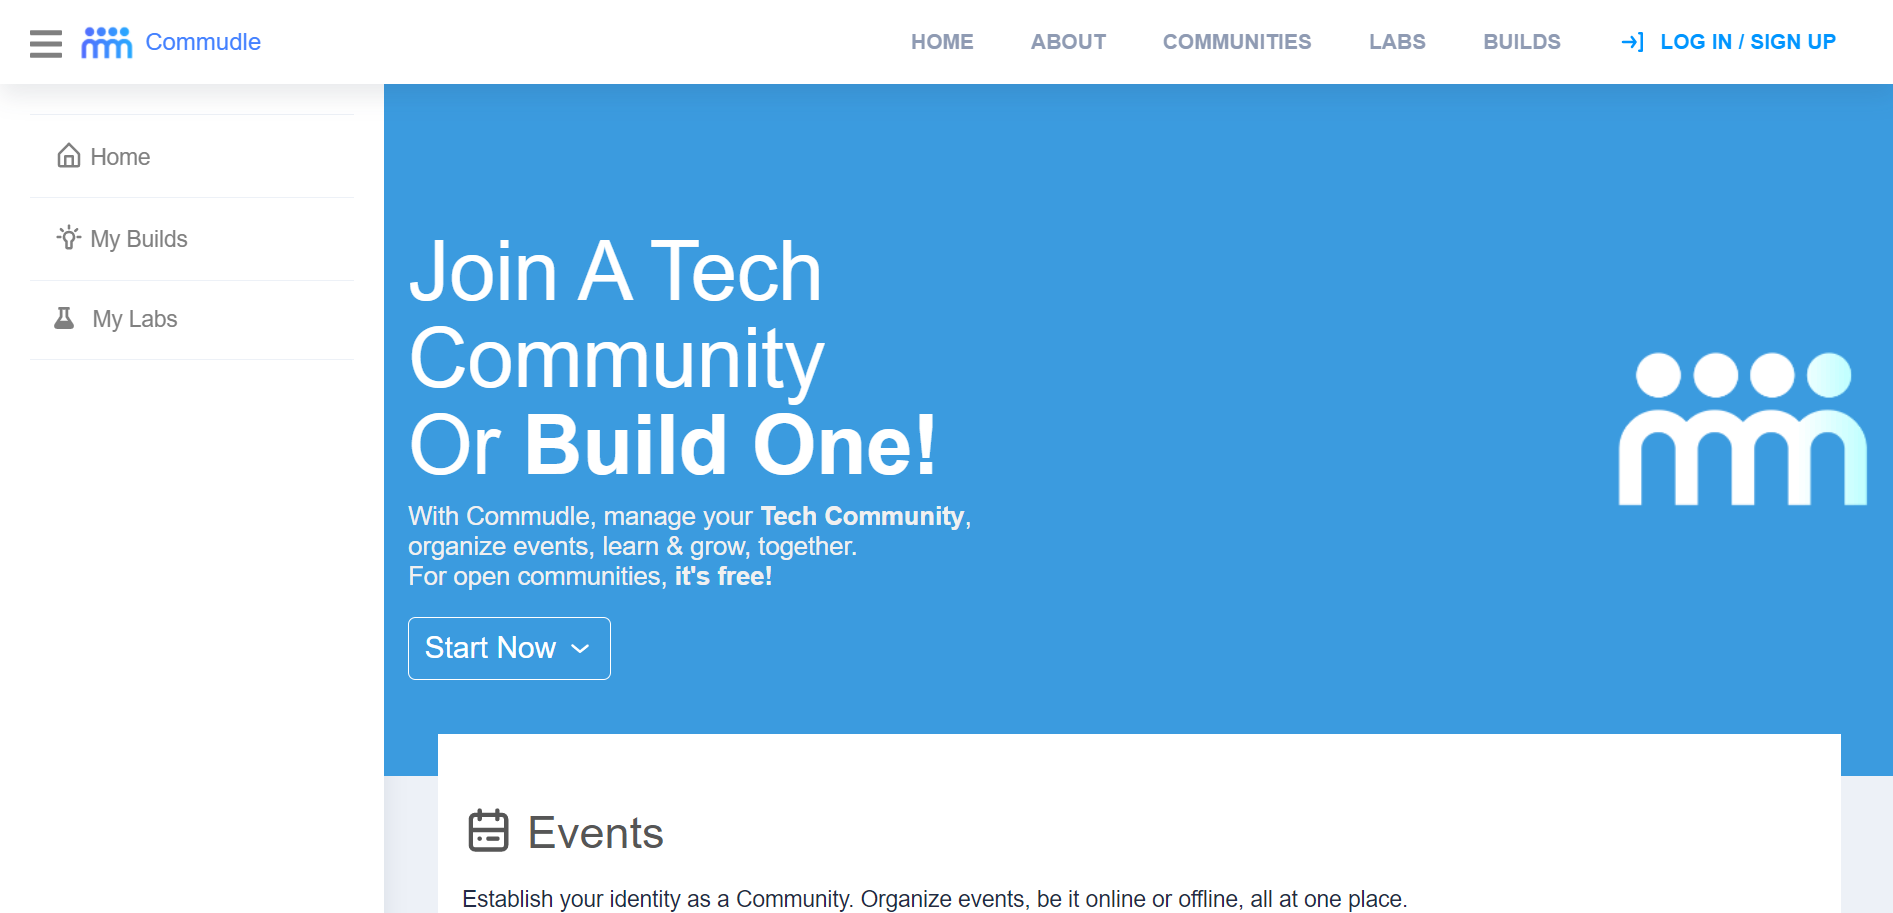 Commudle
HOME
ABOUT
COMMUNITIES
LABS
BUILDS
LOG IN / SIGN UP
Home
My Builds
My Labs
Join A Tech
Community
Or Build One!
With Commudle, manage your Tech Community,
organize events, learn & grow, together.
For open communities, it's free!
Start Now
Events
Establish your identity as a Community. Organize events, be it online or offline, all at one place.